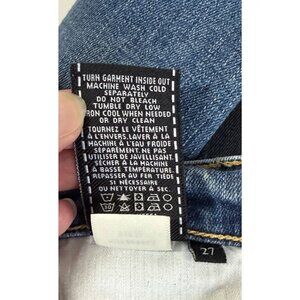 TURN GARMENT INSIDE OUT
MACHINE WASH COLD
SEPARATELY
DO NOT BLEACH
TUMBLE DRY LOW
IRON COOL WHEN NEEDED
OR DRY CLEAN
TOURNEZ LE VÊTEMENT
À L'ENVERS.LAVER À
LA MACHINE À L'EAU FROIDE
SÉPARÉMENT. NE PAS
UTILISER DE JAVELLISANT.
SÉCHER À LA MACHINE
À BASSE TEMPÉRATURE.
REPASSER AU FER TIÈDE
SI NÉCESSAIRE
OU NETTOYER À SEC.
27